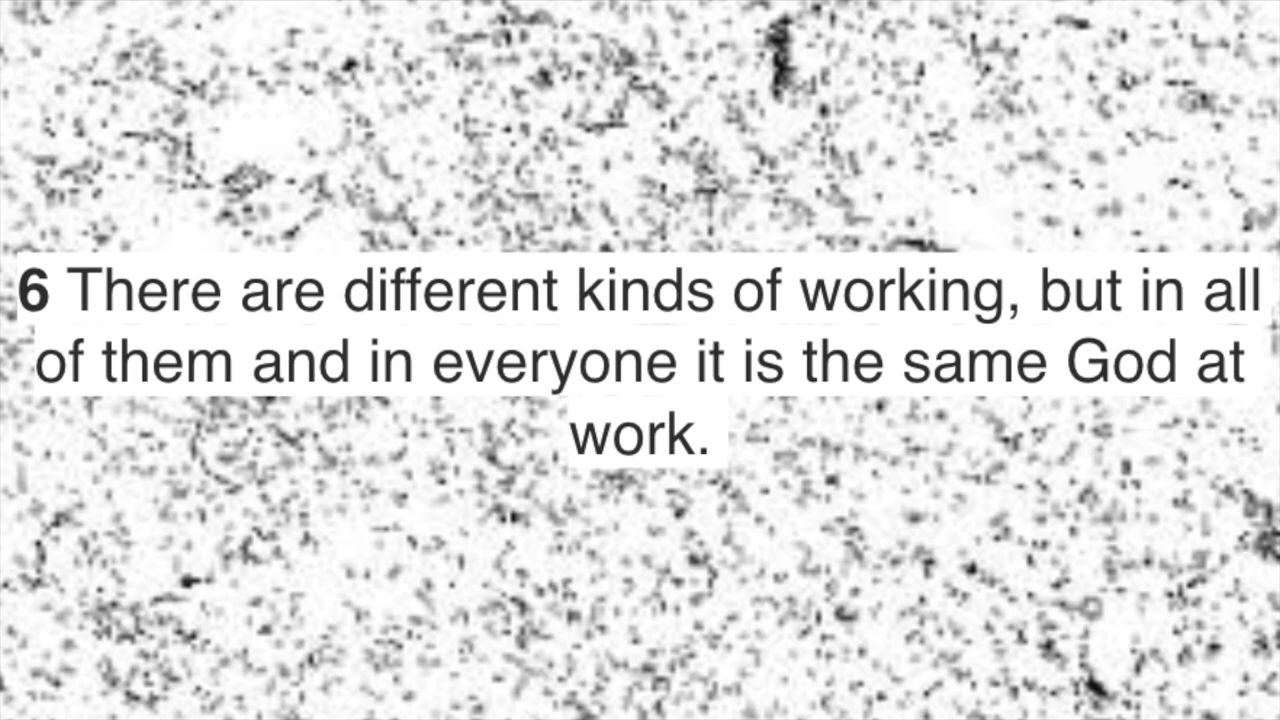 6 There are different kinds of working, but in all
of them and in everyone it is the same God at
work.